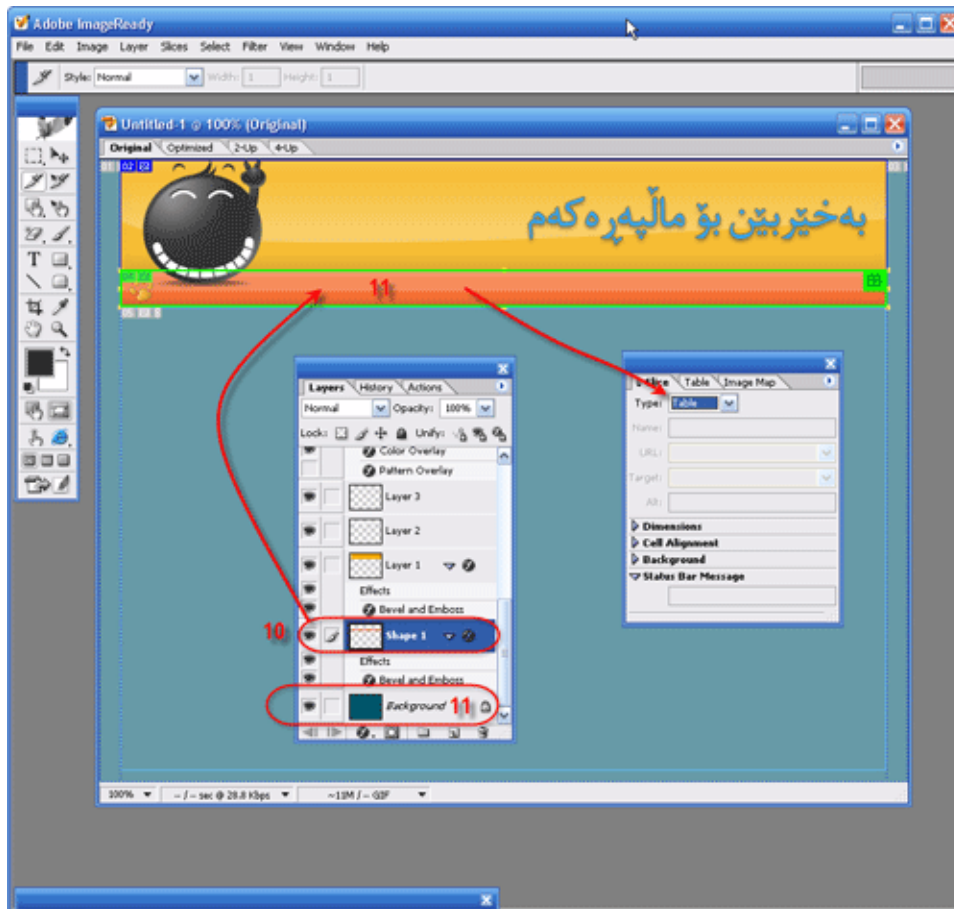 Adobe ImageReady
File Edit Image Layer Slices Select Filter View Window Help
Style: Normal Width: 1 Height: 1
Untitled-1 @ 100% (Original)
Original Optimized 2-Up 4-Up
02
بەخێربێن بۆ ماڵپەڕەکەم
11
05
Layers History Actions
Normal Opacity: 100%
Lock: Unify:
Color Overlay
Pattern Overlay
Layer 3
Layer 2
Layer 1
Effects
Bevel and Emboss
10 Shape 1
Effects
Bevel and Emboss
Background 11
Slice Table Image Map
Type: Table
Name:
URL:
Target:
Alt:
Dimensions
Cell Alignment
Background
Status Bar Message
100% -- / -- sec @ 28.8 Kbps ~11M / -- GIF